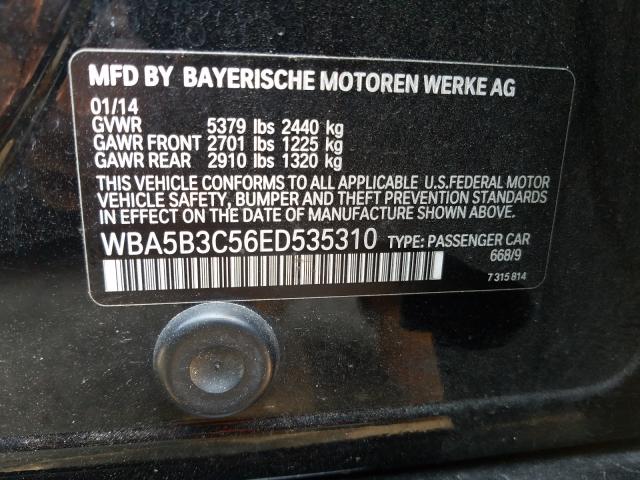 MFD BY BAYERISCHE MOTOREN WERKE AG
01/14
GVWR 5379 lbs 2440 kg
GAWR FRONT 2701 lbs 1225 kg
GAWR REAR 2910 lbs 1320 kg
THIS VEHICLE CONFORMS TO ALL APPLICABLE U.S.FEDERAL MOTOR
VEHICLE SAFETY, BUMPER AND THEFT PREVENTION STANDARDS
IN EFFECT ON THE DATE OF MANUFACTURE SHOWN ABOVE.
WBA5B3C56ED535310 TYPE: PASSENGER CAR
668/9
7 315 814